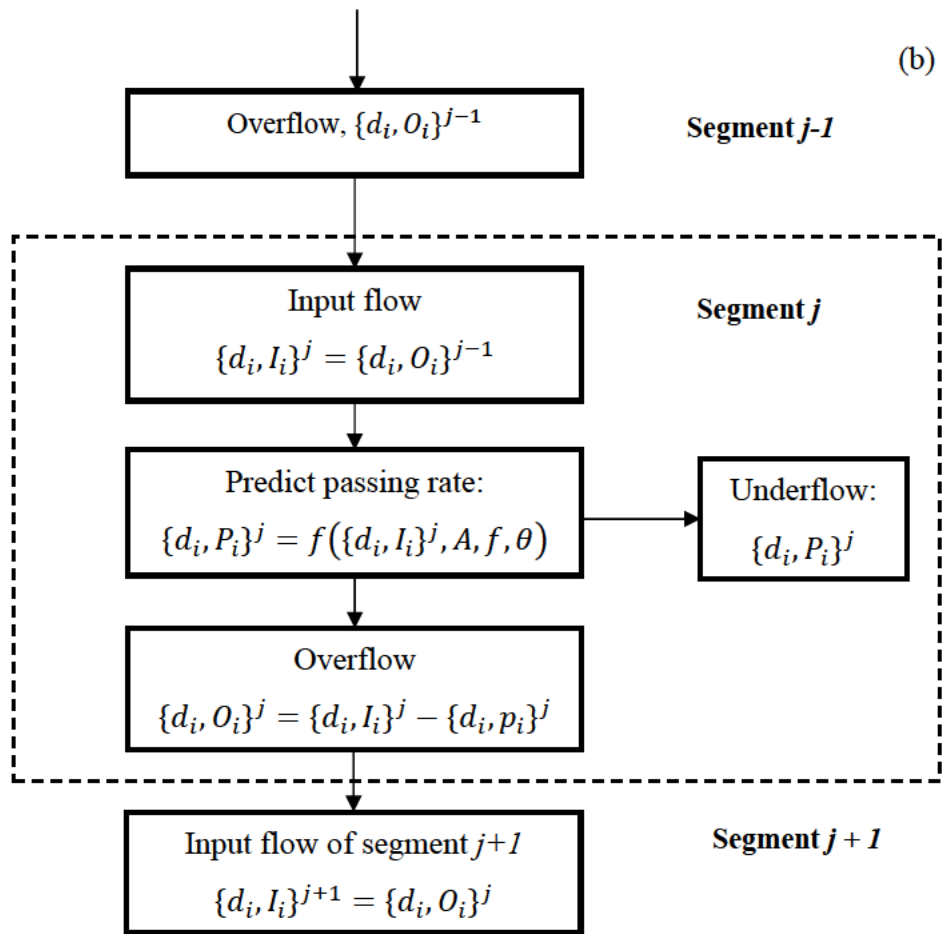 (b)
Overflow, {d_i, O_i}^{j−1}
Segment j-1
Input flow
{d_i, I_i}^j = {d_i, O_i}^{j−1}
Segment j
Predict passing rate:
{d_i, P_i}^j = f({d_i, I_i}^j, A, f, θ)
Underflow:
{d_i, P_i}^j
Overflow
{d_i, O_i}^j = {d_i, I_i}^j − {d_i, p_i}^j
Input flow of segment j+1
{d_i, I_i}^{j+1} = {d_i, O_i}^j
Segment j + 1